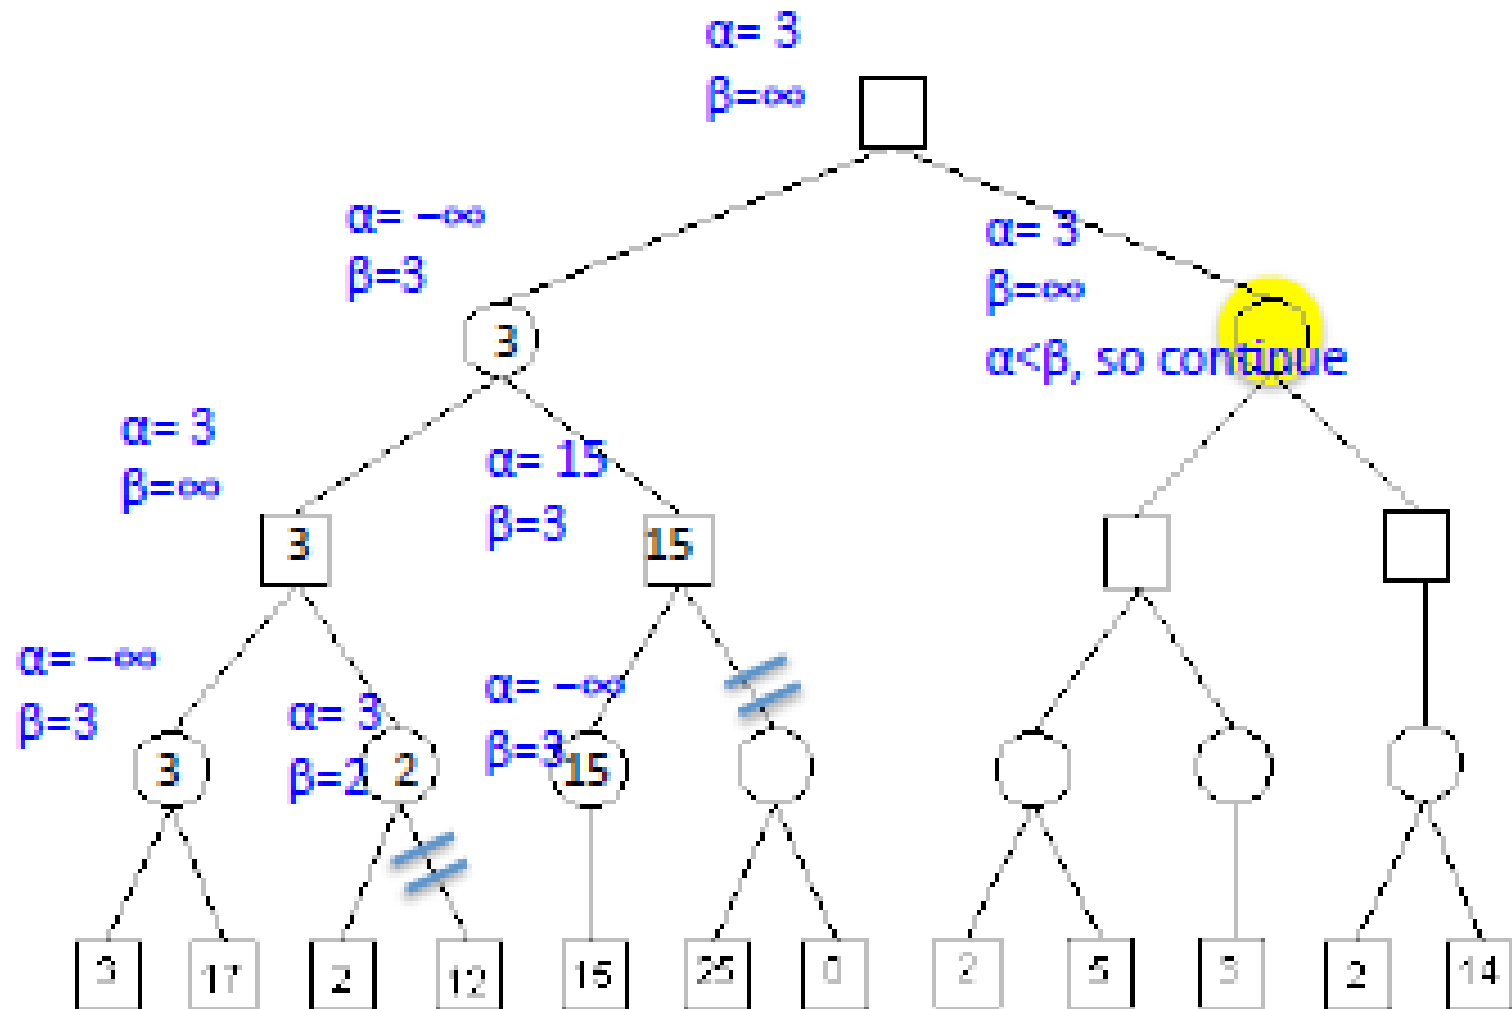 α= 3
β=∞
α= −∞
β=3
α= 3
β=∞
α<β, so continue
3
α= 3
β=∞
α= 15
β=3
3
15
α= −∞
β=3
α= 3
β=2
α= −∞
β=3
3
2
15
3
17
2
12
15
25
0
2
5
3
2
14